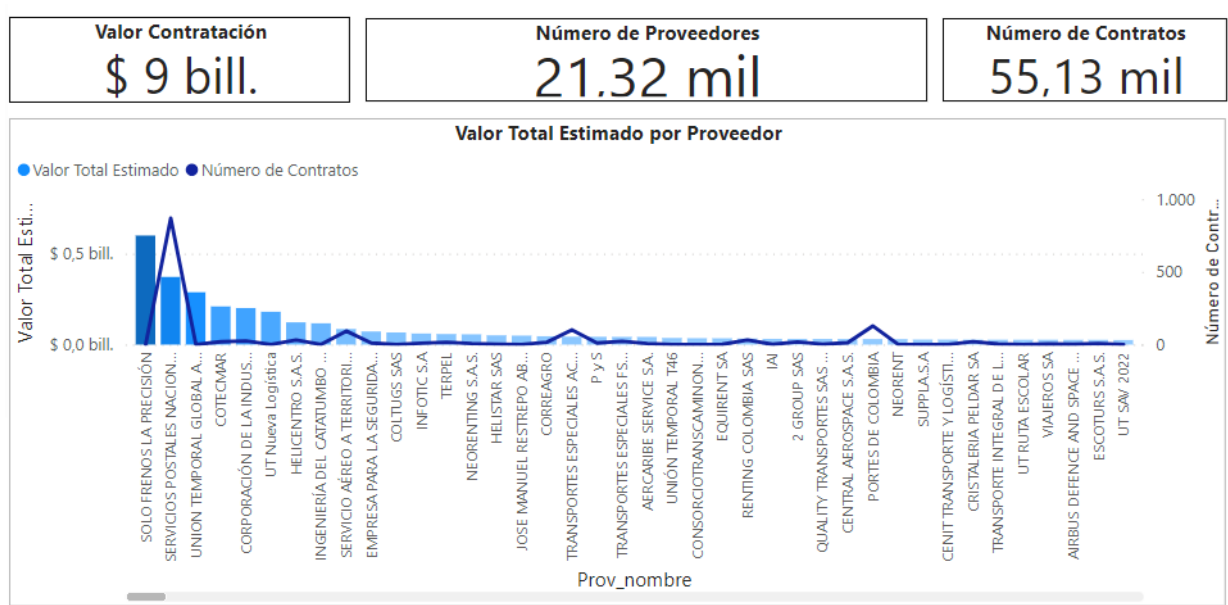 Valor Contratación
$ 9 bill.
Número de Proveedores
21,32 mil
Número de Contratos
55,13 mil
Valor Total Estimado por Proveedor
Valor Total Estimado
Número de Contratos
Valor Total Esti...
$ 0,5 bill.
$ 0,0 bill.
1.000
500
0
Número de Contr...
SOLO FRENOS LA PRECISIÓN
SERVICIOS POSTALES NACION...
UNION TEMPORAL GLOBAL A...
COTECMAR
CORPORACIÓN DE LA INDUS...
UT Nueva Logística
HELICENTRO S.A.S.
INGENIERÍA DEL CATATUMBO ...
SERVICIO AÉREO A TERRITORI...
EMPRESA PARA LA SEGURIDA...
COLTUGS SAS
INFOTIC S.A
TERPEL
NEORENTING S.A.S.
HELISTAR SAS
JOSE MANUEL RESTREPO AB...
CORREAGRO
TRANSPORTES ESPECIALES AC...
P y S
TRANSPORTES ESPECIALES FS...
AERCARIBE SERVICE S.A.
UNIÓN TEMPORAL T46
CONSORCIOTRANSCAMINON...
EQUIRENT SA
RENTING COLOMBIA SAS
IAI
2 GROUP SAS
QUALITY TRANSPORTES SAS ...
CENTRAL AEROSPACE S.A.S.
PORTES DE COLOMBIA
NEORENT
SUPPLA.S.A
CENIT TRANSPORTE Y LOGÍSTI...
CRISTALERIA PELDAR SA
TRANSPORTE INTEGRAL DE L...
UT RUTA ESCOLAR
VIAJEROS SA
AIRBUS DEFENCE AND SPACE ...
ESCOTURS S.A.S.
UT SAV 2022
Prov_nombre